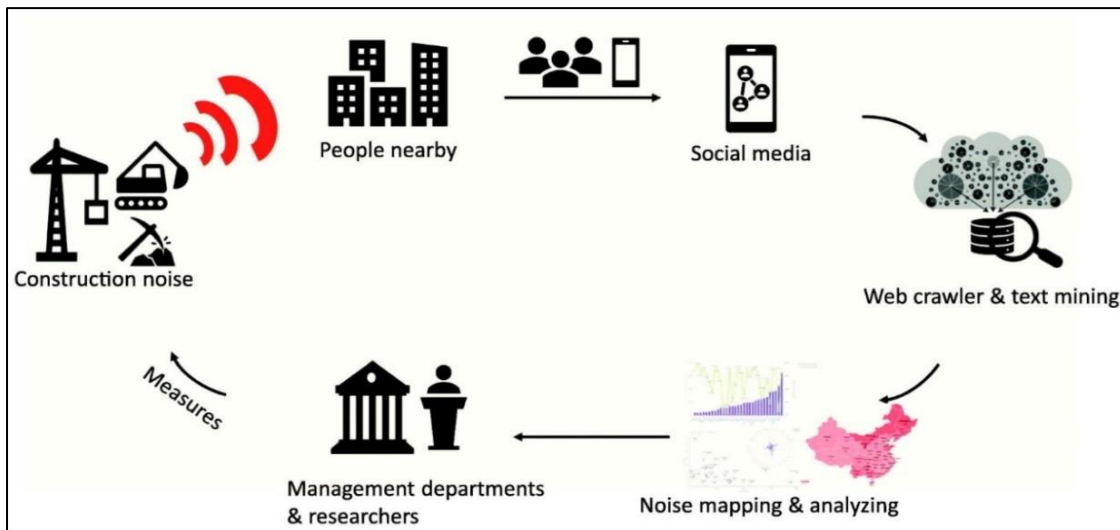 People nearby
Social media
Construction noise
Web crawler & text mining
Measures
Management departments
& researchers
Noise mapping & analyzing